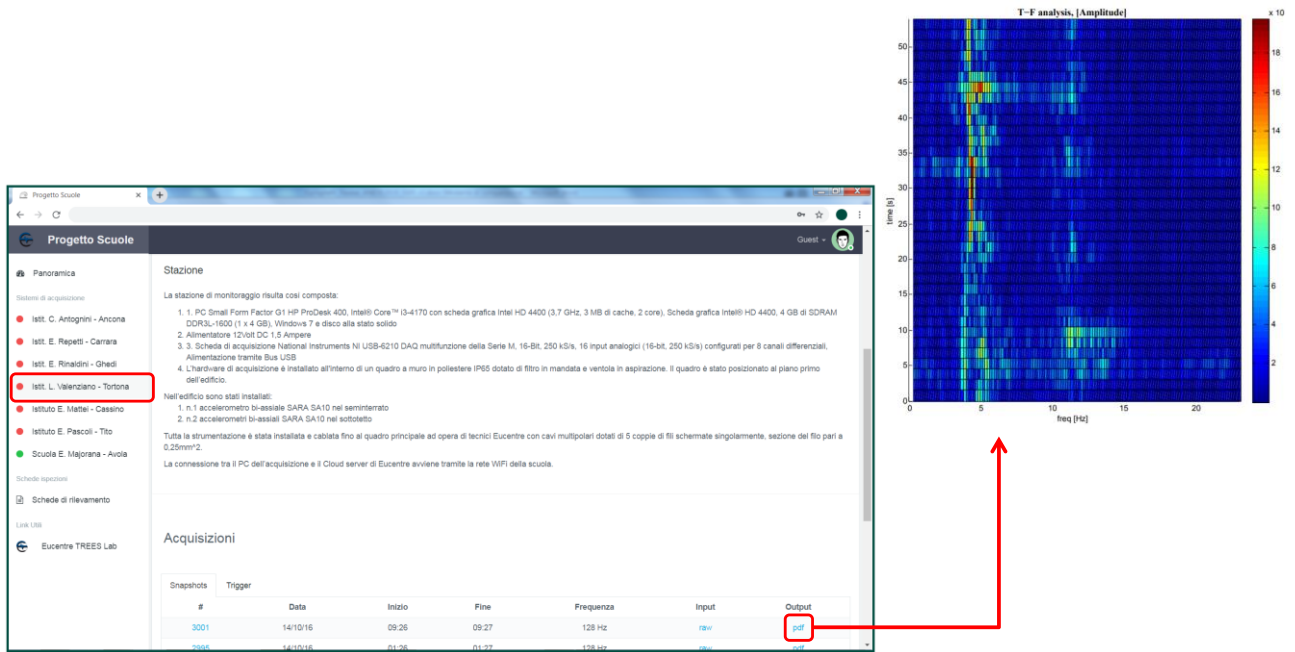 Progetto Scuole
Progetto Scuole
Guest
Panoramica
Sistemi di acquisizione
Istit. C. Antognini - Ancona
Istit. E. Repetti - Carrara
Istit. E. Rinaldini - Ghedi
Istit. L. Valenziano - Tortona
Istituto E. Mattei - Cassino
Istituto E. Pascoli - Tito
Scuola E. Majorana - Avola
Schede ispezioni
Schede di rilevamento
Link Utili
Eucentre TREES Lab
Stazione
La stazione di monitoraggio risulta così composta:
1. 1. PC Small Form Factor G1 HP ProDesk 400, Intel® Core™ i3-4170 con scheda grafica Intel HD 4400 (3,7 GHz, 3 MB di cache, 2 core), Scheda grafica Intel® HD 4400, 4 GB di SDRAM
DDR3L-1600 (1 x 4 GB), Windows 7 e disco alla stato solido
2. Alimentatore 12Volt DC 1,5 Ampere
3. 3. Scheda di acquisizione National Instruments NI USB-6210 DAQ multifunzione della Serie M, 16-Bit, 250 kS/s, 16 input analogici (16-bit, 250 kS/s) configurati per 8 canali differenziali,
Alimentazione tramite Bus USB
4. L'hardware di acquisizione è installato all'interno di un quadro a muro in poliestere IP65 dotato di filtro in mandata e ventola in aspirazione. Il quadro è stato posizionato al piano primo
dell'edificio.
Nell'edificio sono stati installati:
1. n.1 accelerometro bi-assiale SARA SA10 nel seminterrato
2. n.2 accelerometri bi-assiali SARA SA10 nel sottotetto
Tutta la strumentazione è stata installata e cablata fino al quadro principale ad opera di tecnici Eucentre con cavi multipolari dotati di 5 coppie di fili schermate singolarmente, sezione del filo pari a
0,25mm^2.
La connessione tra il PC dell'acquisizione e il Cloud server di Eucentre avviene tramite la rete WiFi della scuola.
Acquisizioni
Snapshots Trigger
# Data Inizio Fine Frequenza Input Output
3001 14/10/16 09:26 09:27 128 Hz raw pdf
2995 14/10/16 01:26 01:27 128 Hz raw pdf
T-F analysis, |Amplitude|
x 10
time [s]
50
45
40
35
30
25
20
15
10
5
0
0 5 10 15 20
freq [Hz]
18
16
14
12
10
8
6
4
2